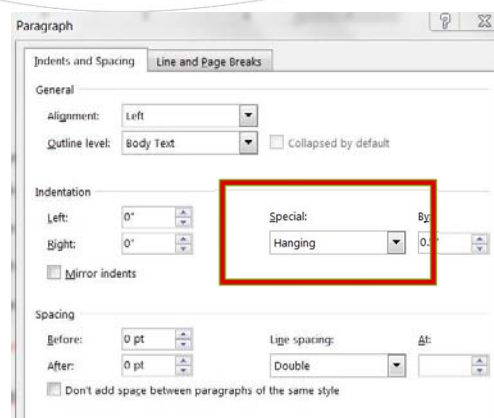 Paragraph
Indents and Spacing Line and Page Breaks
General
Alignment: Left
Outline level: Body Text Collapsed by default
Indentation
Left: 0" Special: By:
Right: 0" Hanging
Mirror indents
Spacing
Before: 0 pt Line spacing: At:
After: 0 pt Double
Don't add space between paragraphs of the same style